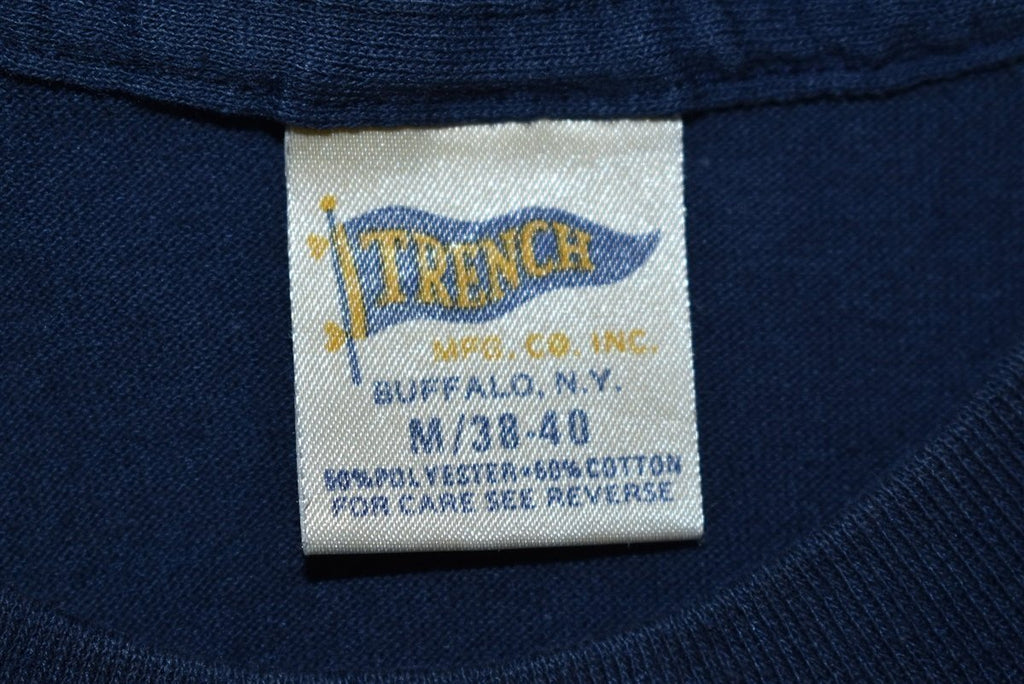 TRENCH
MFG. CO. INC.
BUFFALO, N.Y.
M/38-40
50% POLYESTER•50% COTTON
FOR CARE SEE REVERSE